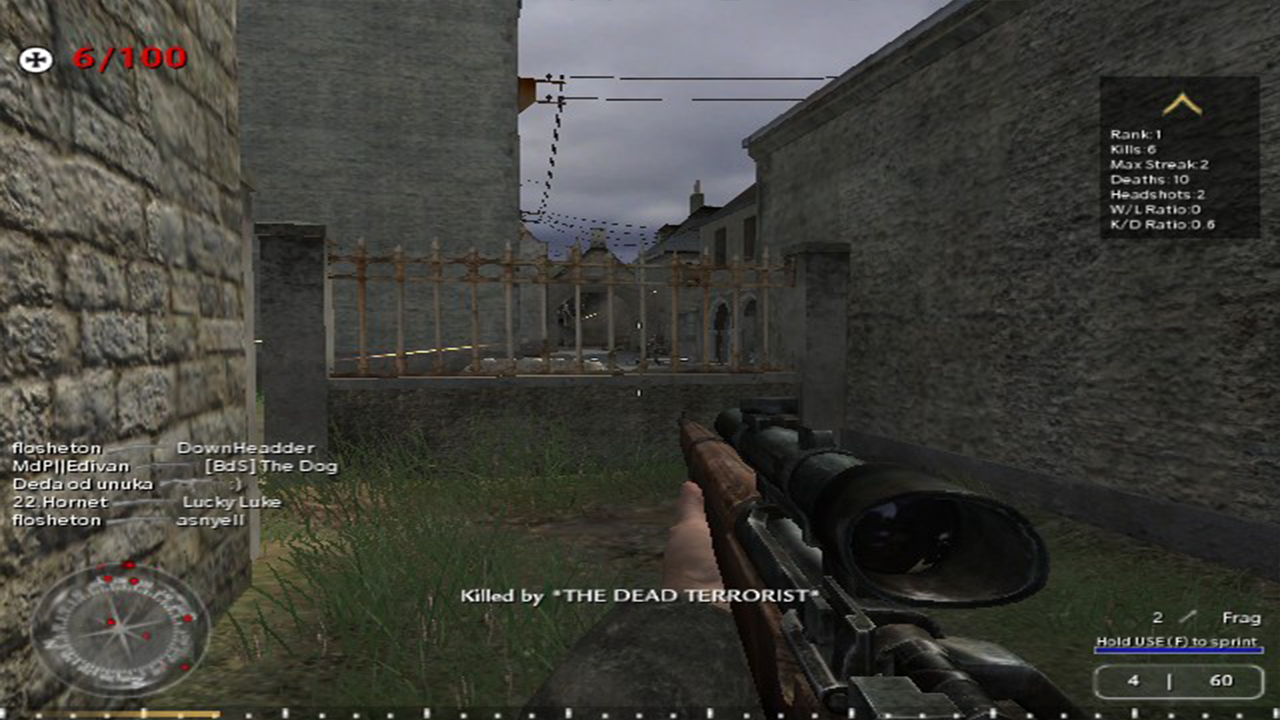 6/100
Rank:1
Kills:6
Max Streak:2
Deaths:10
Headshots:2
W/L Ratio:0
K/D Ratio:0.6
flosheton DownHeadder
MdP||Edivan [BdS] The Dog
Deda od unuka :)
22.Hornet Lucky Luke
flosheton asnyell
Killed by *THE DEAD TERRORIST*
2 Frag
Hold USE(F) to sprint
4 | 60